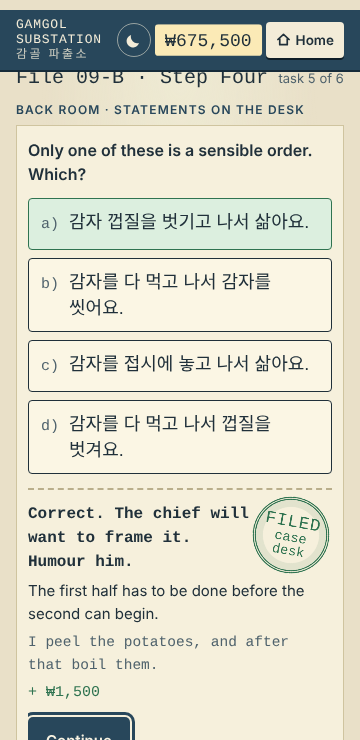 GAMGOL
SUBSTATION
감골 파출소
₩675,500
Home
File 09-B · Step Four
task 5 of 6
BACK ROOM · STATEMENTS ON THE DESK
Only one of these is a sensible order.
Which?
a) 감자 껍질을 벗기고 나서 삶아요.
b) 감자를 다 먹고 나서 감자를
씻어요.
c) 감자를 접시에 놓고 나서 삶아요.
d) 감자를 다 먹고 나서 껍질을
벗겨요.
Correct. The chief will
want to frame it.
Humour him.
FILED
case
desk
The first half has to be done before the
second can begin.
I peel the potatoes, and after
that boil them.
+ ₩1,500
Continue